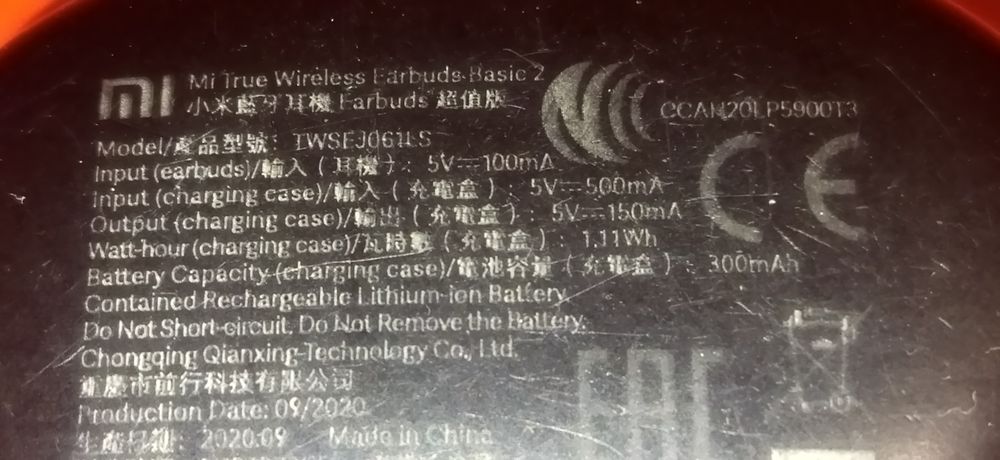 mi
Mi True Wireless Earbuds Basic 2
小米藍牙耳機 Earbuds 超值版
CCAH20LP5900T3
Model/產品型號: TWSEJ061LS
Input (earbuds)/輸入 ( 耳機 ) : 5V⎓100mA
Input (charging case)/輸入 ( 充電盒 ) : 5V⎓500mA
Output (charging case)/輸出 ( 充電盒 ) : 5V⎓150mA
CE
Watt-hour (charging case)/瓦時數 ( 充電盒 ) : 1.11Wh
Battery Capacity (charging case)/電池容量 ( 充電盒 ) : 300mAh
Contained Rechargeable Lithium-ion Battery
Do Not Short-circuit. Do Not Remove the Battery.
Chongqing Qianxing Technology Co., Ltd.
重慶市前行科技有限公司
Production Date: 09/2020
生產日期: 2020.09 Made in China
EAC